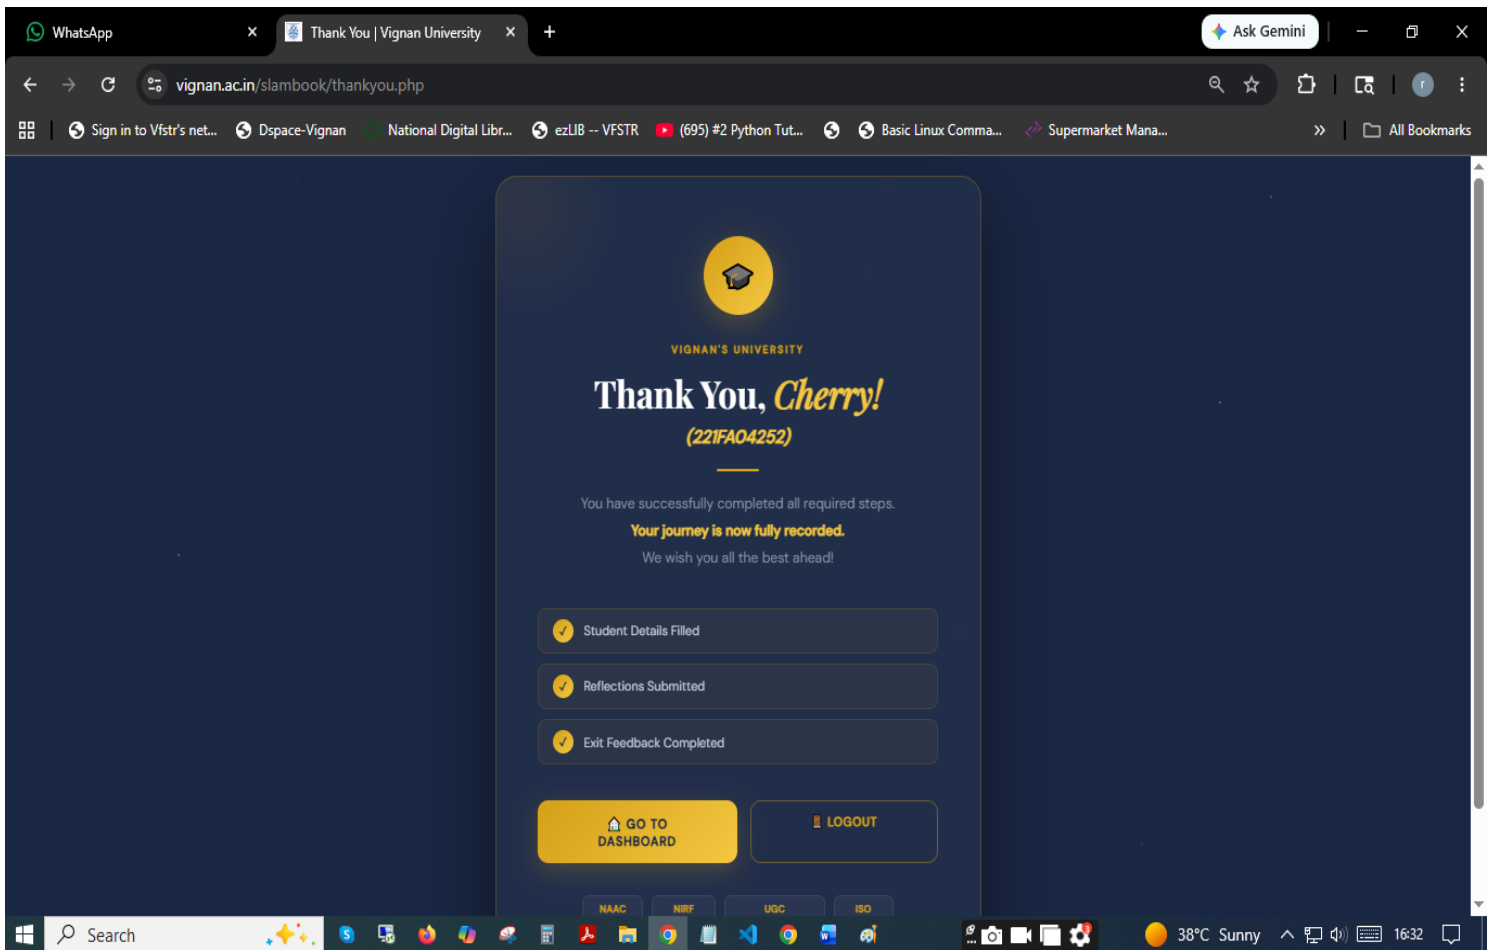 WhatsApp
Thank You | Vignan University
Ask Gemini
vignan.ac.in/slambook/thankyou.php
r
Sign in to Vfstr's net...
Dspace-Vignan
National Digital Libr...
ezLIB -- VFSTR
(695) #2 Python Tut...
Basic Linux Comma...
Supermarket Mana...
All Bookmarks
VIGNAN'S UNIVERSITY
Thank You, Cherry!
(221FA04252)
You have successfully completed all required steps.
Your journey is now fully recorded.
We wish you all the best ahead!
Student Details Filled
Reflections Submitted
Exit Feedback Completed
GO TO
DASHBOARD
LOGOUT
NAAC
NIRF
UGC
ISO
Search
38°C Sunny
16:32